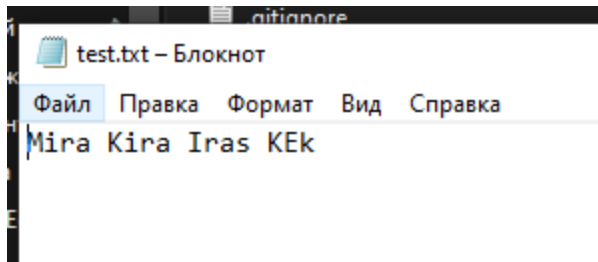 .gitignore
test.txt – Блокнот
Файл Правка Формат Вид Справка
Mira Kira Iras KEk